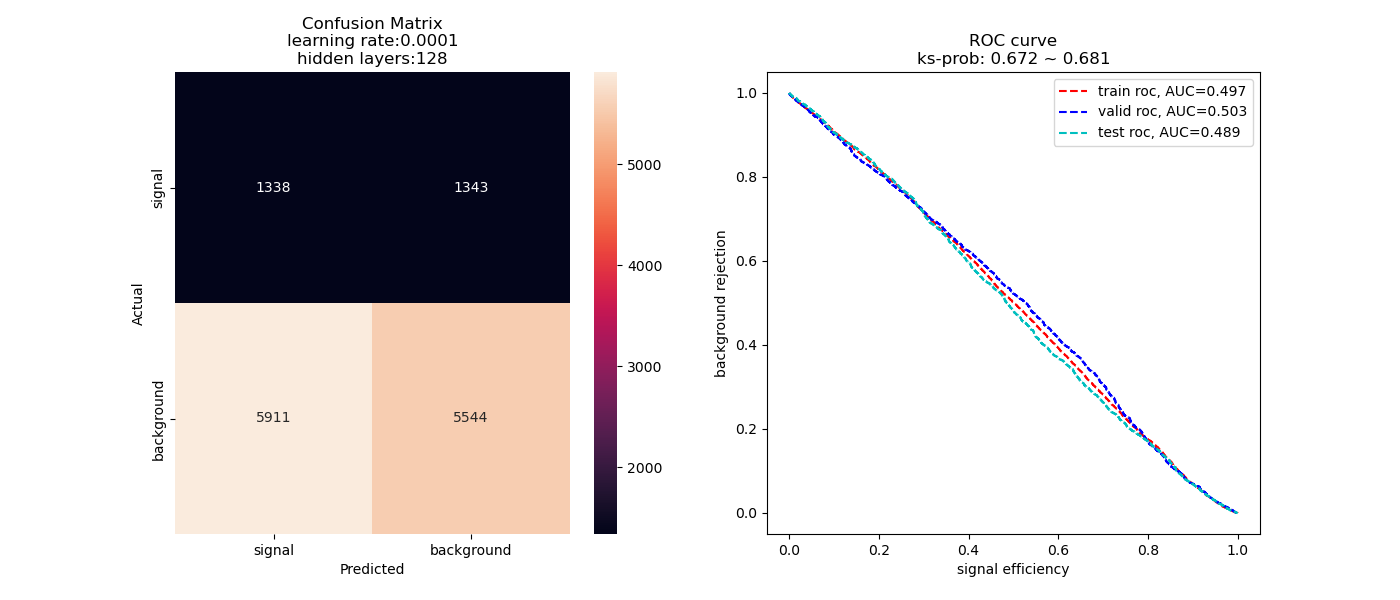 Confusion Matrix
learning rate:0.0001
hidden layers:128
signal
background
Actual
1338
1343
5911
5544
signal
background
Predicted
5000
4000
3000
2000
ROC curve
ks-prob: 0.672 ~ 0.681
train roc, AUC=0.497
valid roc, AUC=0.503
test roc, AUC=0.489
1.0
0.8
0.6
0.4
0.2
0.0
background rejection
0.0
0.2
0.4
0.6
0.8
1.0
signal efficiency